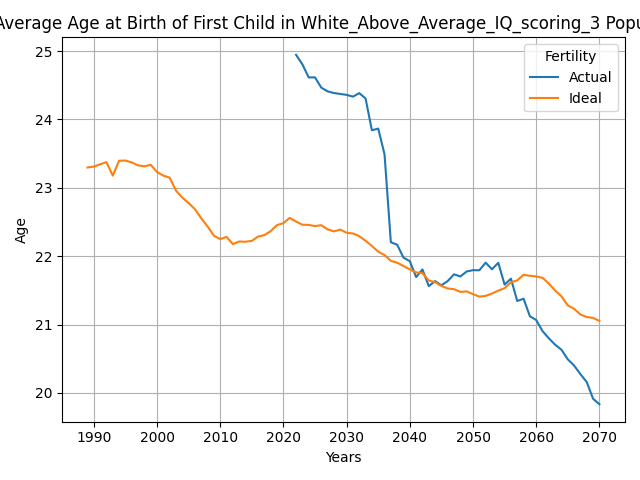 Average Age at Birth of First Child in White_Above_Average_IQ_scoring_3 Popu
Fertility
Actual
Ideal
Age
25
24
23
22
21
20
1990 2000 2010 2020 2030 2040 2050 2060 2070
Years